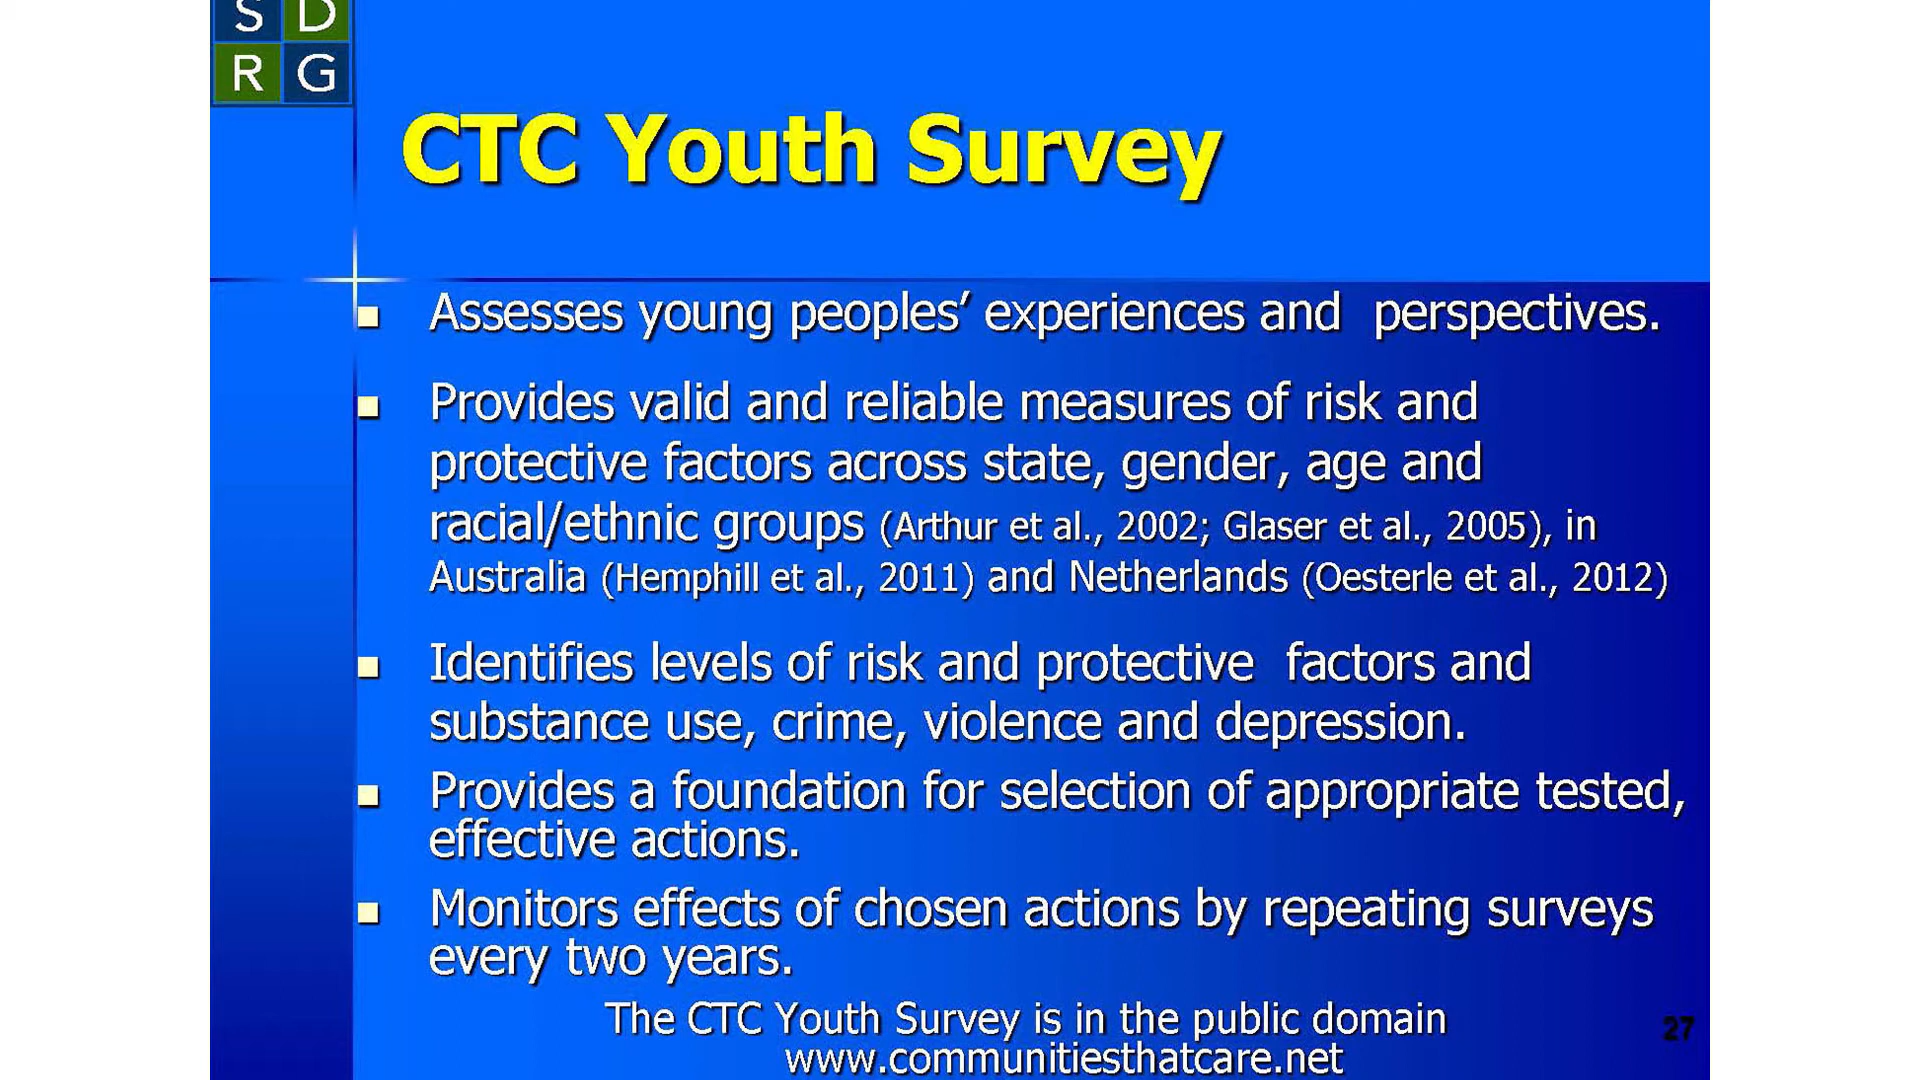 S D
R G
CTC Youth Survey
Assesses young peoples’ experiences and perspectives.
Provides valid and reliable measures of risk and
protective factors across state, gender, age and
racial/ethnic groups (Arthur et al., 2002; Glaser et al., 2005), in
Australia (Hemphill et al., 2011) and Netherlands (Oesterle et al., 2012)
Identifies levels of risk and protective factors and
substance use, crime, violence and depression.
Provides a foundation for selection of appropriate tested,
effective actions.
Monitors effects of chosen actions by repeating surveys
every two years.
The CTC Youth Survey is in the public domain
www.communitiesthatcare.net
27